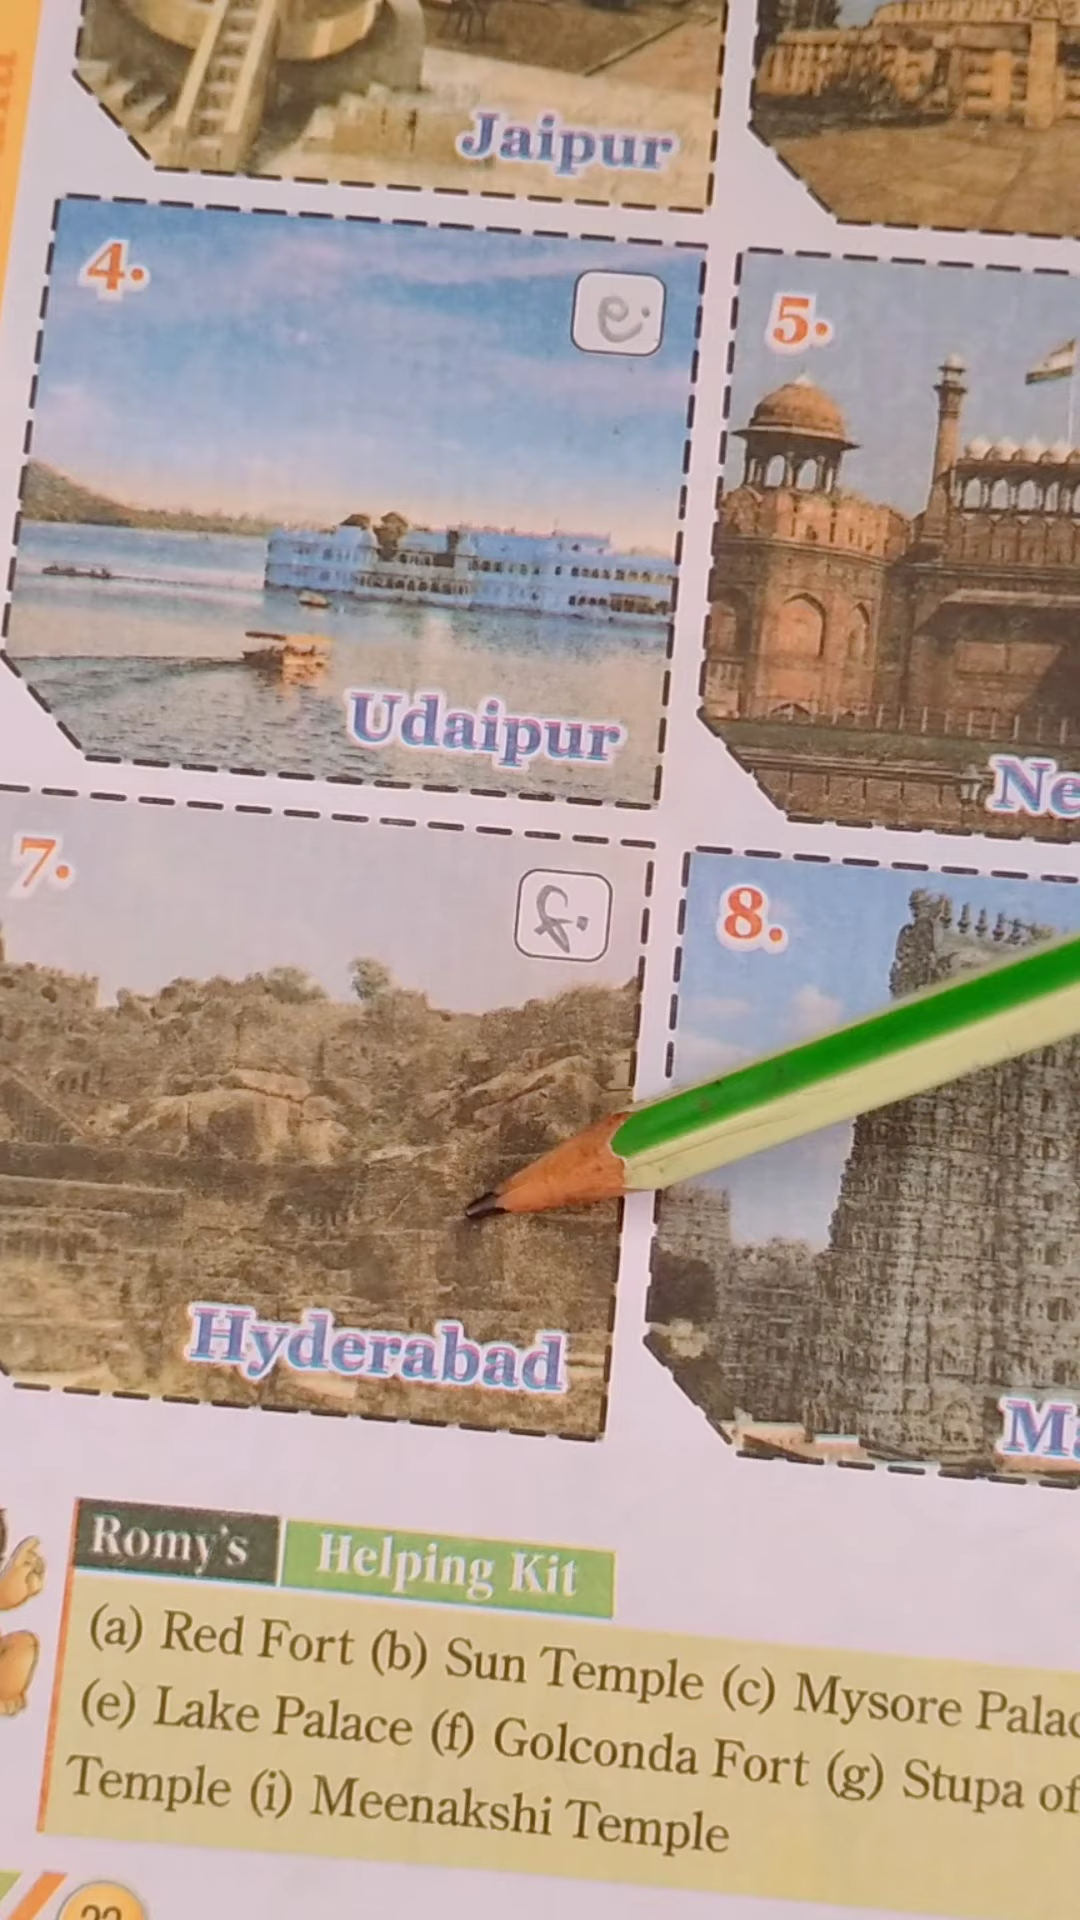 Jaipur
4.
e.
5.
Udaipur
Ne
7.
f.
8.
Hyderabad
Romy's Helping Kit
(a) Red Fort (b) Sun Temple (c) Mysore Palac
(e) Lake Palace (f) Golconda Fort (g) Stupa of
Temple (i) Meenakshi Temple